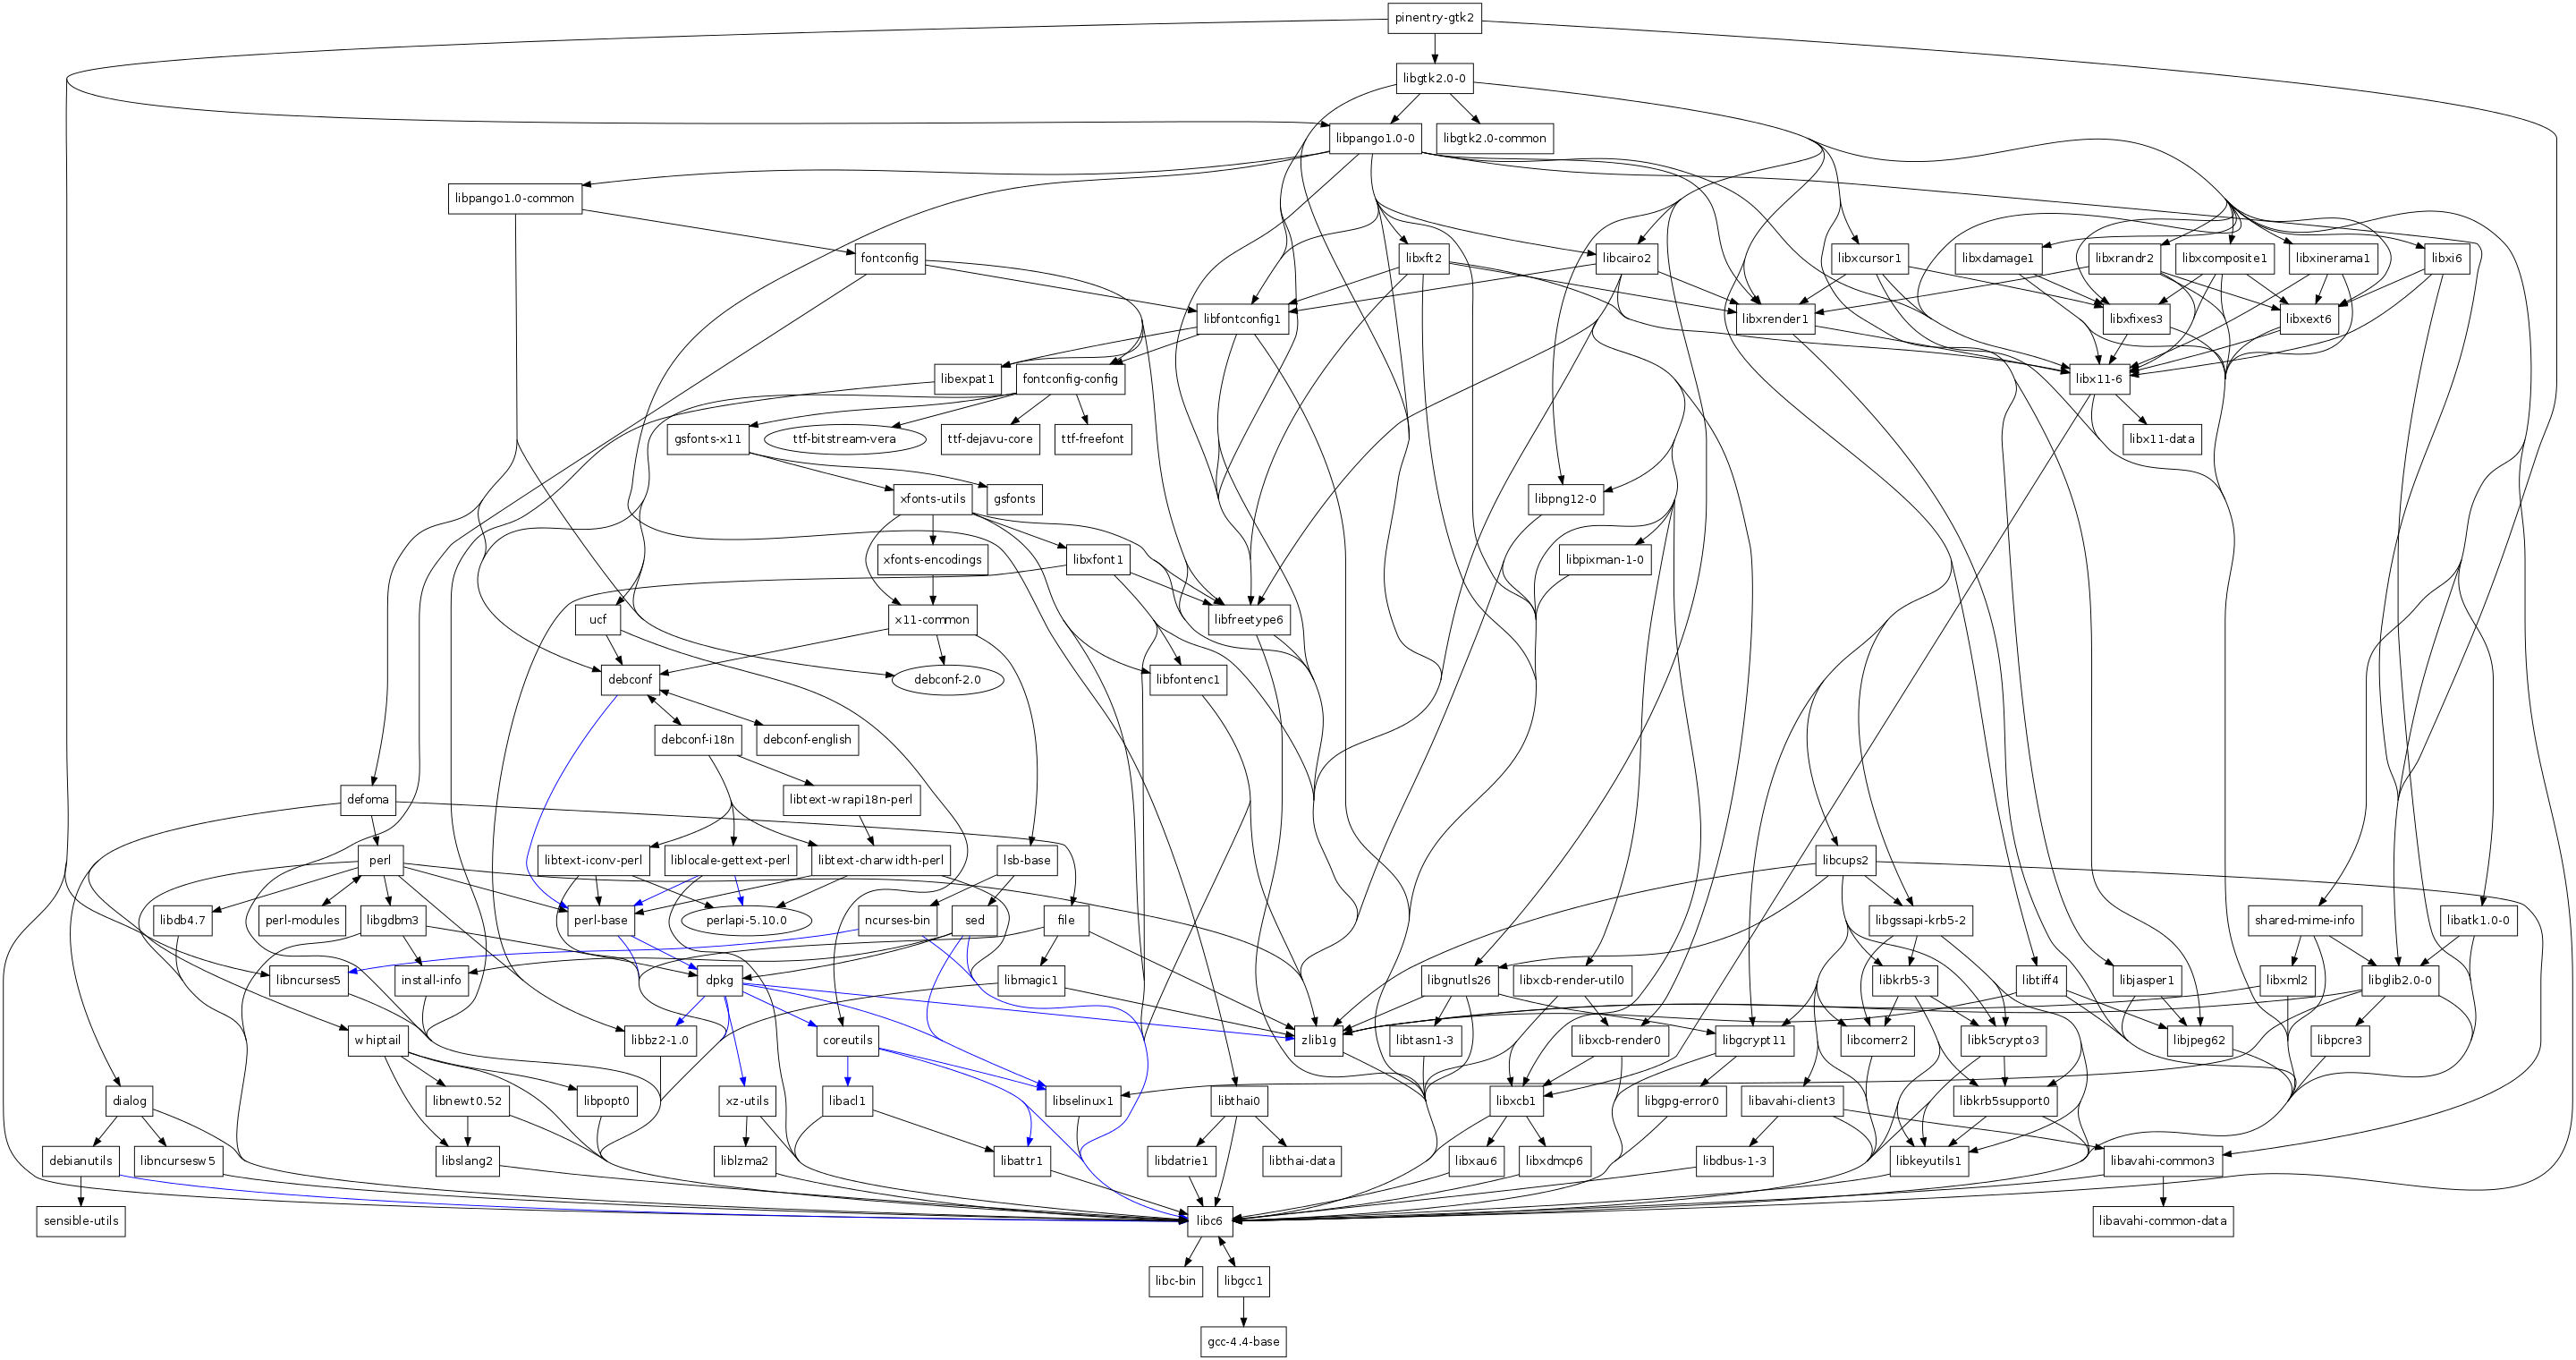 pinentry-gtk2
libgtk2.0-0
libpango1.0-0
libgtk2.0-common
libpango1.0-common
fontconfig
libxft2
libcairo2
libxcursor1
libxdamage1
libxrandr2
libxcomposite1
libxinerama1
libxi6
libfontconfig1
libxrender1
libxfixes3
libxext6
libexpat1
fontconfig-config
libx11-6
gsfonts-x11
ttf-bitstream-vera
ttf-dejavu-core
ttf-freefont
libx11-data
xfonts-utils
gsfonts
libpng12-0
xfonts-encodings
libxfont1
libpixman-1-0
ucf
x11-common
libfreetype6
debconf
debconf-2.0
libfontenc1
debconf-i18n
debconf-english
defoma
libtext-wrapi18n-perl
perl
libtext-iconv-perl
liblocale-gettext-perl
libtext-charwidth-perl
lsb-base
libcups2
libdb4.7
perl-modules
libgdbm3
perl-base
perlapi-5.10.0
ncurses-bin
sed
file
libgssapi-krb5-2
shared-mime-info
libatk1.0-0
libncurses5
install-info
dpkg
libmagic1
libgnutls26
libxcb-render-util0
libkrb5-3
libtiff4
libjasper1
libxml2
libglib2.0-0
whiptail
libbz2-1.0
coreutils
zlib1g
libtasn1-3
libxcb-render0
libgcrypt11
libcomerr2
libk5crypto3
libjpeg62
libpcre3
dialog
libnewt0.52
libpopt0
xz-utils
libacl1
libselinux1
libthai0
libxcb1
libgpg-error0
libavahi-client3
libkrb5support0
debianutils
libncursesw5
libslang2
liblzma2
libattr1
libdatrie1
libthai-data
libxau6
libxdmcp6
libdbus-1-3
libkeyutils1
libavahi-common3
sensible-utils
libc6
libavahi-common-data
libc-bin
libgcc1
gcc-4.4-base